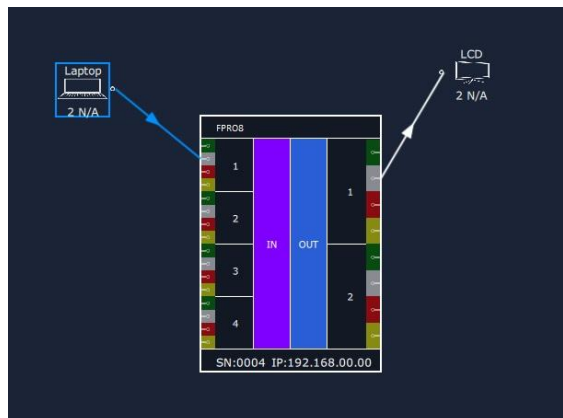 Laptop
2 N/A
LCD
2 N/A
FPRO8
1
2
3
4
IN
OUT
1
2
SN:0004 IP:192.168.00.00